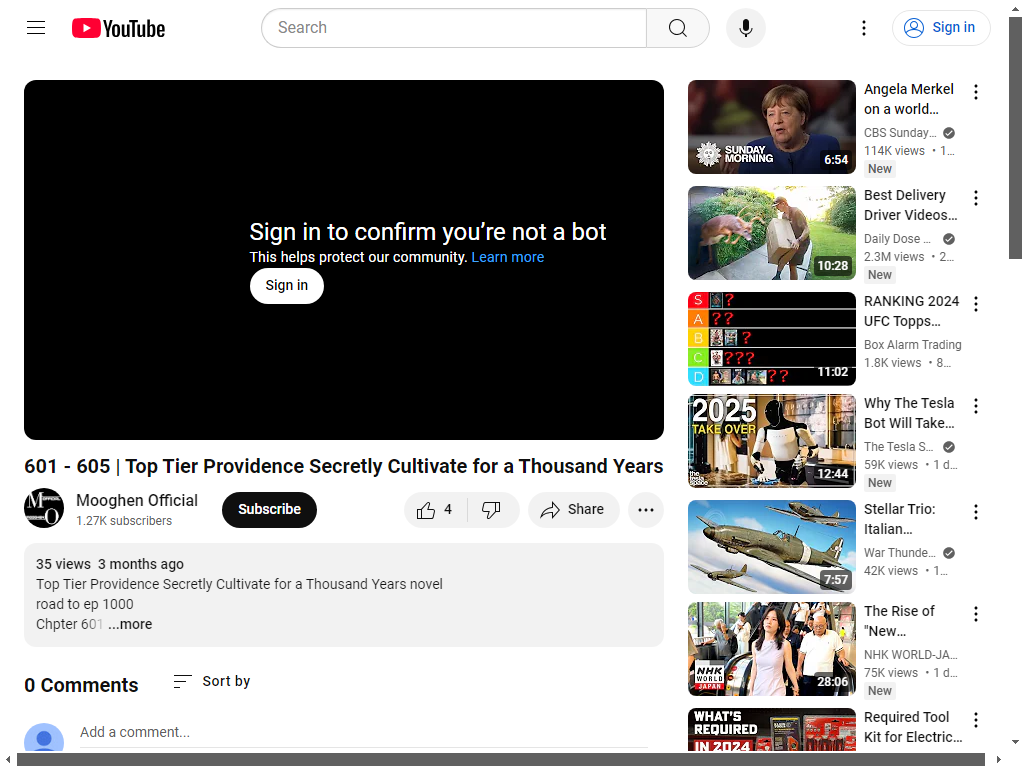 YouTube
Search
Sign in
Sign in to confirm you're not a bot
This helps protect our community. Learn more
Sign in
601 - 605 | Top Tier Providence Secretly Cultivate for a Thousand Years
Mooghen Official
1.27K subscribers
Subscribe
4
Share
35 views 3 months ago
Top Tier Providence Secretly Cultivate for a Thousand Years novel
road to ep 1000
Chpter 601 ...more
0 Comments
Sort by
Add a comment...
SUNDAY
MORNING
6:54
Angela Merkel
on a world...
CBS Sunday...
114K views • 1...
New
10:28
Best Delivery
Driver Videos...
Daily Dose ...
2.3M views • 2...
New
S ?
A ??
B ?
C ???
D ??
11:02
RANKING 2024
UFC Topps...
Box Alarm Trading
1.8K views • 8...
2025
TAKE OVER
the tesla
space
12:44
Why The Tesla
Bot Will Take...
The Tesla S...
59K views • 1 d...
New
7:57
Stellar Trio:
Italian...
War Thunde...
42K views • 1...
NHK
WORLD
JAPAN
28:06
The Rise of
"New...
NHK WORLD-JA...
75K views • 1 d...
New
WHAT'S
REQUIRED
IN 2024
Required Tool
Kit for Electric...